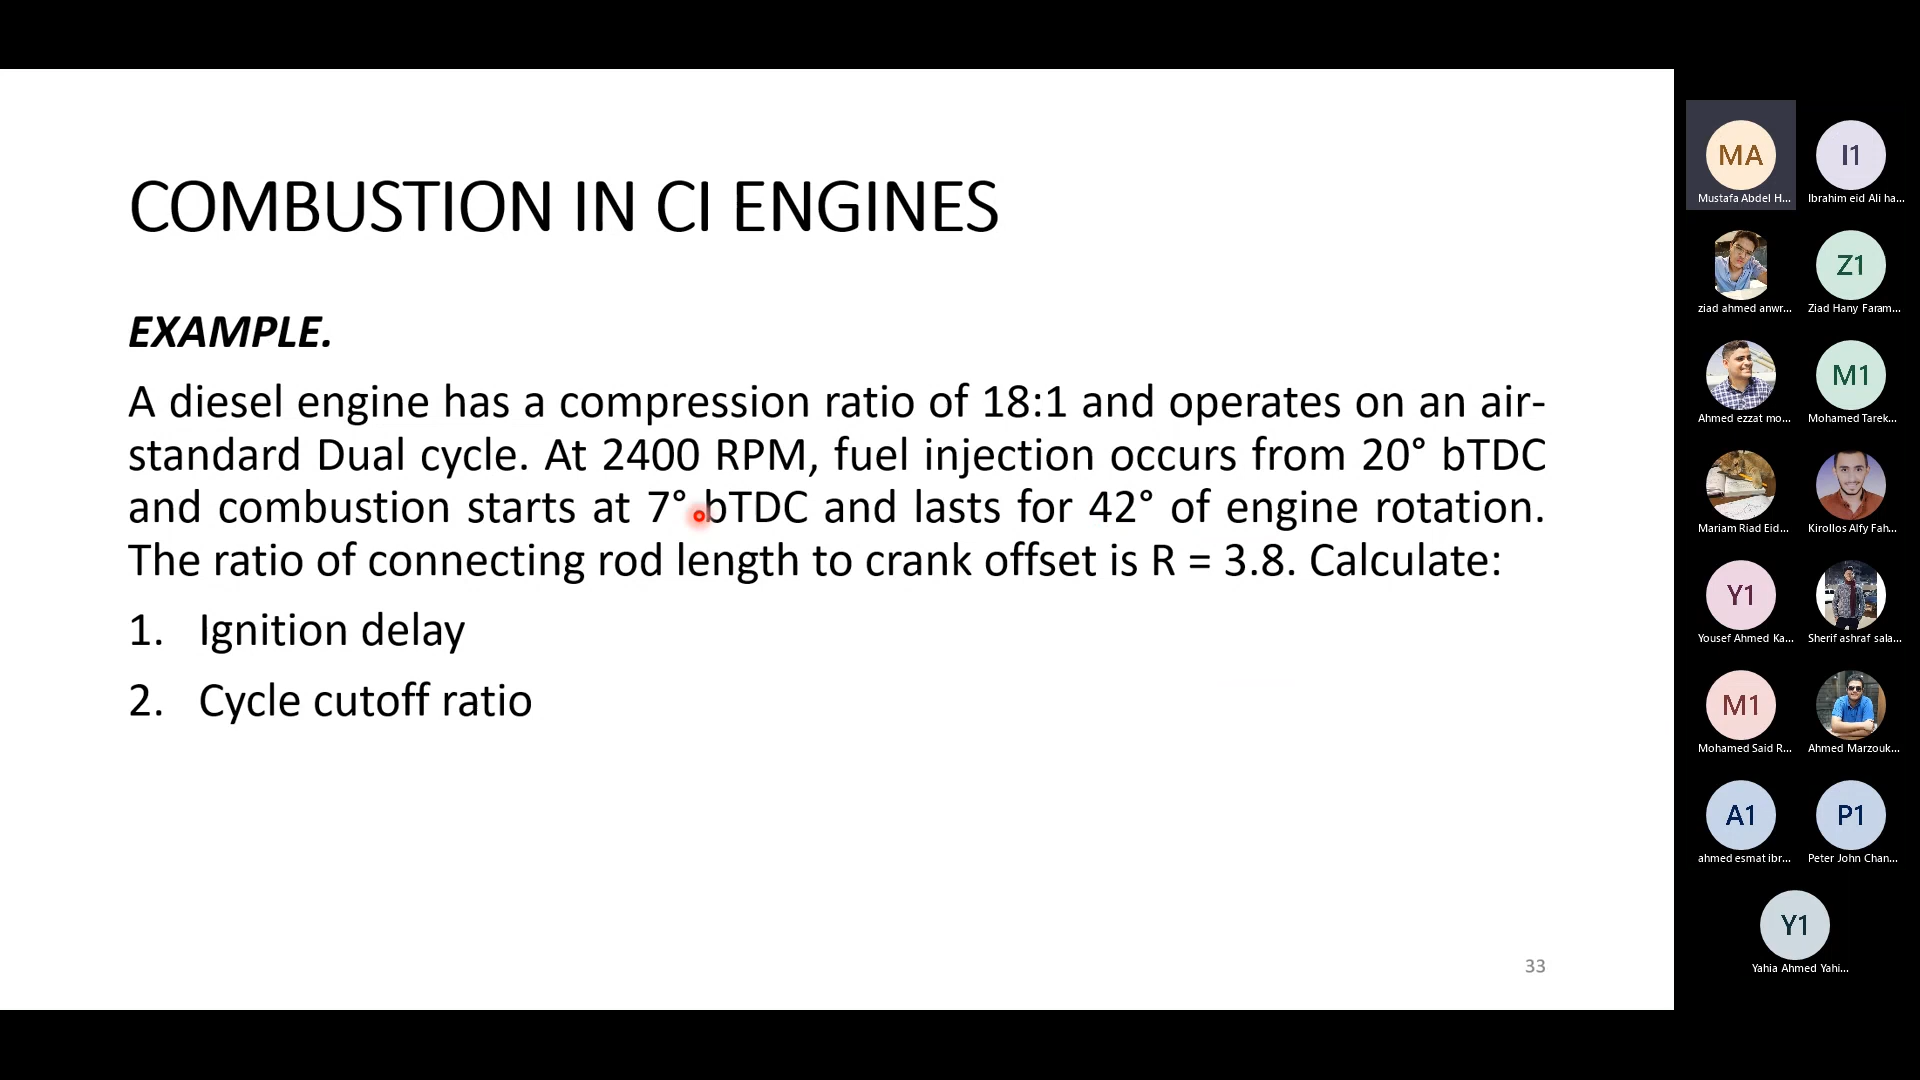 COMBUSTION IN CI ENGINES
EXAMPLE.
A diesel engine has a compression ratio of 18:1 and operates on an air-
standard Dual cycle. At 2400 RPM, fuel injection occurs from 20° bTDC
and combustion starts at 7° bTDC and lasts for 42° of engine rotation.
The ratio of connecting rod length to crank offset is R = 3.8. Calculate:
1. Ignition delay
2. Cycle cutoff ratio
33
MA
I1
Mustafa Abdel H...
Ibrahim eid Ali ha...
Z1
ziad ahmed anwr...
Ziad Hany Faram...
M1
Ahmed ezzat mo...
Mohamed Tarek...
Mariam Riad Eid...
Kirollos Alfy Fah...
Y1
Yousef Ahmed Ka...
Sherif ashraf sala...
M1
Mohamed Said R...
Ahmed Marzouk...
A1
P1
ahmed esmat ibr...
Peter John Chan...
Y1
Yahia Ahmed Yahi...